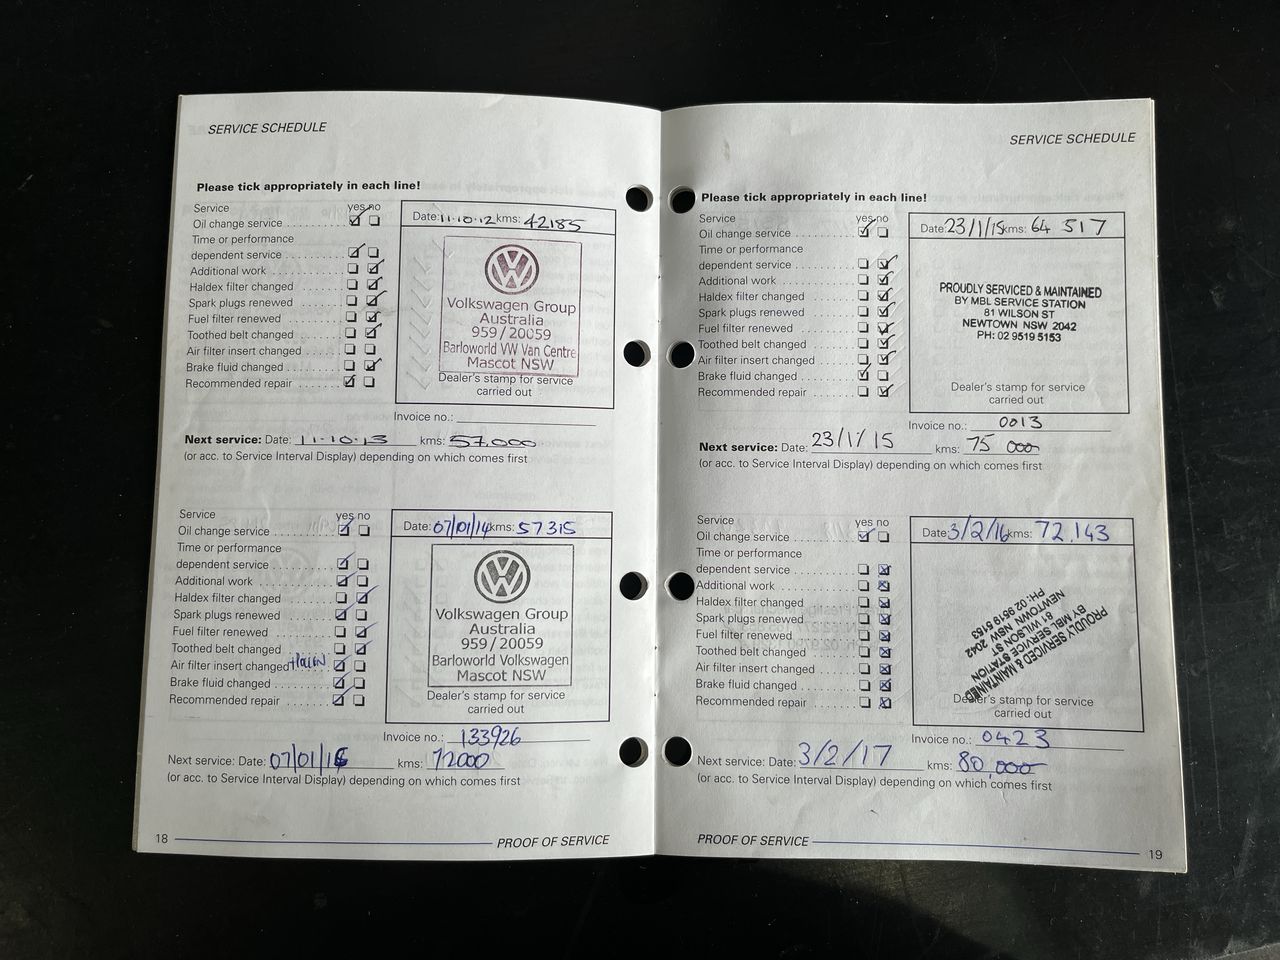 SERVICE SCHEDULE
Please tick appropriately in each line!
Service yes no
Oil change service
Time or performance
dependent service
Additional work
Haldex filter changed
Spark plugs renewed
Fuel filter renewed
Toothed belt changed
Air filter insert changed
Brake fluid changed
Recommended repair
Date: 11·10·12 kms: 42185
Volkswagen Group
Australia
959/20059
Barloworld VW Van Centre
Mascot NSW
Dealer's stamp for service
carried out
Invoice no.:
Next service: Date: 11·10·13 kms: 57.000
(or acc. to Service Interval Display) depending on which comes first
Service yes no
Oil change service
Time or performance
dependent service
Additional work
Haldex filter changed
Spark plugs renewed
Fuel filter renewed
Toothed belt changed
Air filter insert changed
Brake fluid changed
Recommended repair
Date: 07/01/14 kms: 57315
Volkswagen Group
Australia
959/20059
Barloworld Volkswagen
Mascot NSW
Dealer's stamp for service
carried out
Invoice no.: 133926
Next service: Date: 07/01/15 kms: 72000
(or acc. to Service Interval Display) depending on which comes first
18 PROOF OF SERVICE
SERVICE SCHEDULE
Please tick appropriately in each line!
Service yes no
Oil change service
Time or performance
dependent service
Additional work
Haldex filter changed
Spark plugs renewed
Fuel filter renewed
Toothed belt changed
Air filter insert changed
Brake fluid changed
Recommended repair
Date: 23/1/15 kms: 64 517
PROUDLY SERVICED & MAINTAINED
BY MBL SERVICE STATION
81 WILSON ST
NEWTOWN NSW 2042
PH: 02 9519 5153
Dealer's stamp for service
carried out
Invoice no.: 0013
Next service: Date: 23/1/15 kms: 75 000
(or acc. to Service Interval Display) depending on which comes first
Service yes no
Oil change service
Time or performance
dependent service
Additional work
Haldex filter changed
Spark plugs renewed
Fuel filter renewed
Toothed belt changed
Air filter insert changed
Brake fluid changed
Recommended repair
Date: 3/2/16 kms: 72.143
PROUDLY SERVICED & MAINTAINED
BY MBL SERVICE STATION
81 WILSON ST
NEWTOWN NSW 2042
PH: 02 9519 5153
Dealer's stamp for service
carried out
Invoice no.: 0423
Next service: Date: 3/2/17 kms: 80,000
(or acc. to Service Interval Display) depending on which comes first
PROOF OF SERVICE 19